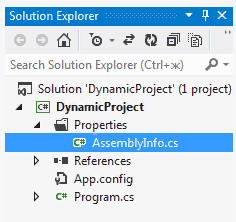 Solution Explorer
Search Solution Explorer (Ctrl+ж)
Solution 'DynamicProject' (1 project)
C# DynamicProject
Properties
C# AssemblyInfo.cs
References
App.config
C# Program.cs